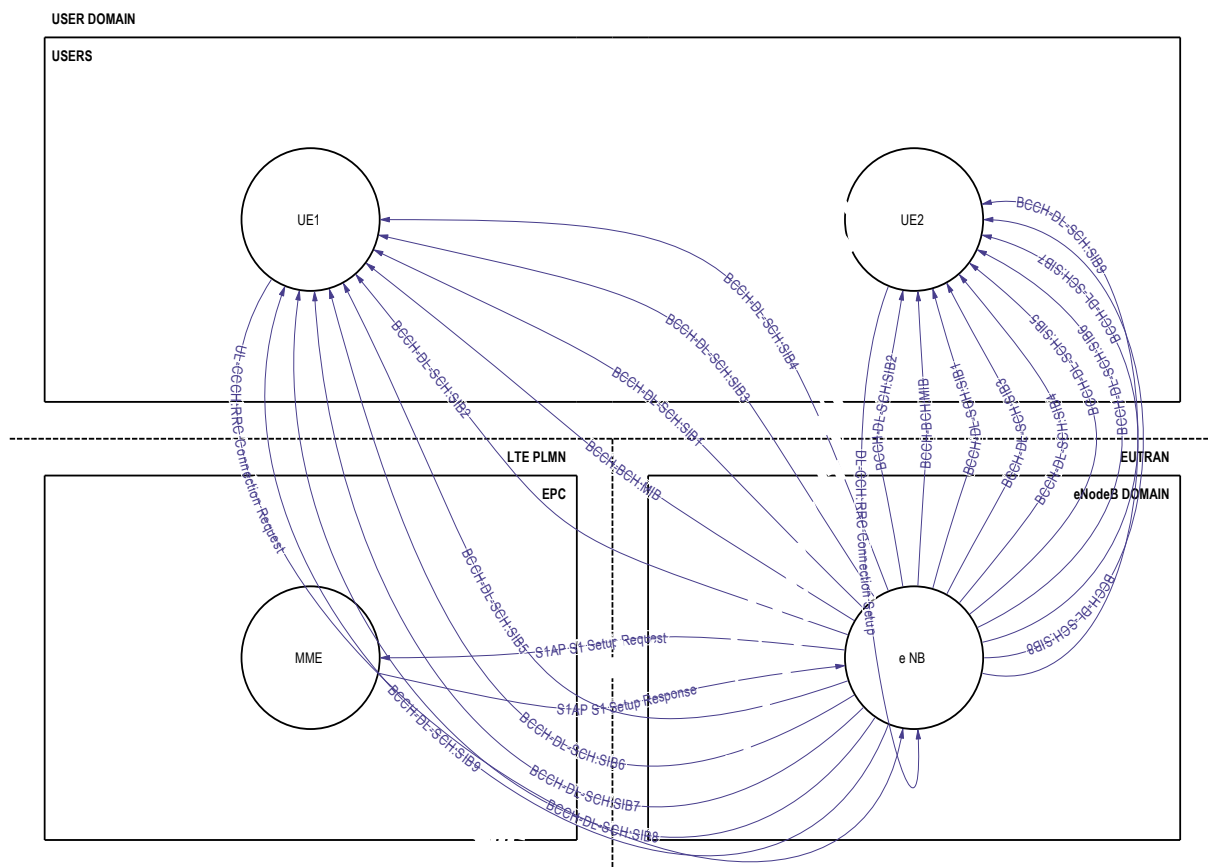 USER DOMAIN
USERS
UE1
UE2
BCCH-DL-SCH:SIB9
BCCH-DL-SCH:SIB7
BCCH-DL-SCH:SIB4
BCCH-DL-SCH:SIB3
BCCH-DL-SCH:SIB2
BCCH-DL-SCH:SIB1
BCCH-BCH:MIB
UL-CCCH:RRC Connection Request
BCCH-DL-SCH:SIB2
BCCH-BCH:MIB
BCCH-DL-SCH:SIB1
BCCH-DL-SCH:SIB3
BCCH-DL-SCH:SIB4
BCCH-DL-SCH:SIB5
BCCH-DL-SCH:SIB6
LTE PLMN
EUTRAN
EPC
eNodeB DOMAIN
DL-CCH:RRC Connection Setup
BCCH-DL-SCH:SIB5
BCCH-DL-SCH:SIB8
MME
e NB
S1AP S1 Setup Request
S1AP S1 Setup Response
BCCH-DL-SCH:SIB9
BCCH-DL-SCH:SIB6
BCCH-DL-SCH:SIB7
BCCH-DL-SCH:SIB8